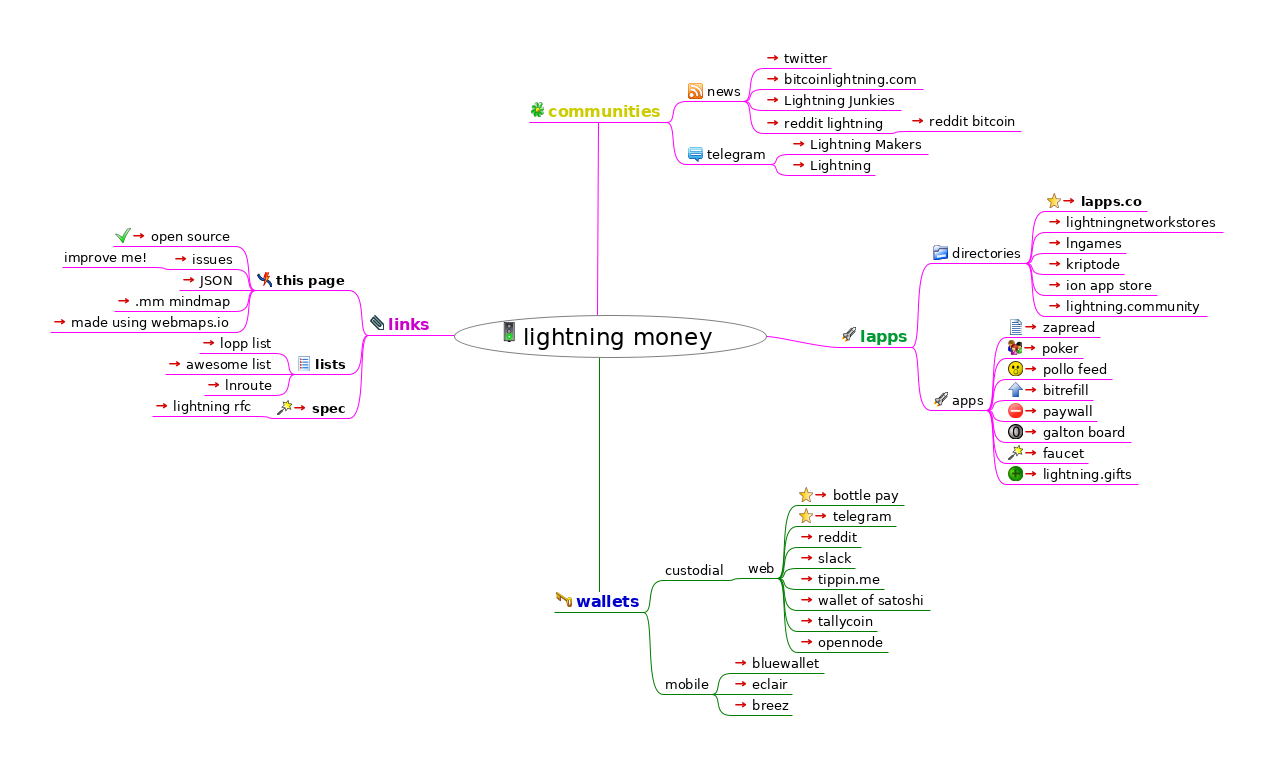 lightning money
communities
news
twitter
bitcoinlightning.com
Lightning Junkies
reddit lightning
reddit bitcoin
telegram
Lightning Makers
Lightning
lapps
directories
lapps.co
lightningnetworkstores
lngames
kriptode
ion app store
lightning.community
apps
zapread
poker
pollo feed
bitrefill
paywall
galton board
faucet
lightning.gifts
wallets
custodial
web
bottle pay
telegram
reddit
slack
tippin.me
wallet of satoshi
tallycoin
opennode
mobile
bluewallet
eclair
breez
links
this page
open source
issues
improve me!
JSON
.mm mindmap
made using webmaps.io
lists
lopp list
awesome list
lnroute
spec
lightning rfc